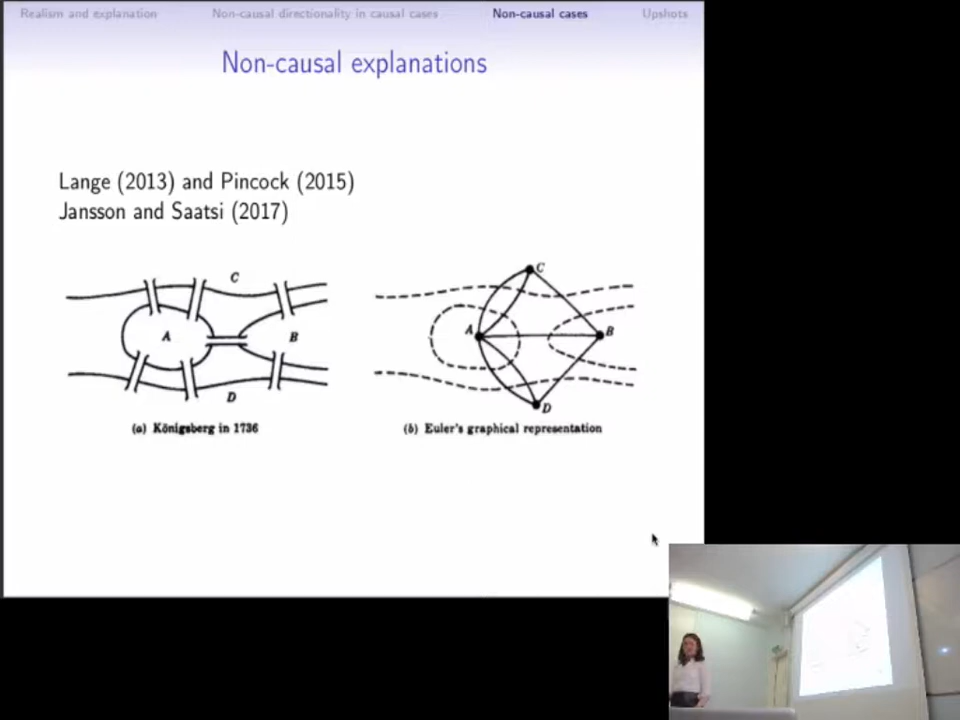 Realism and explanation Non-causal directionality in causal cases Non-causal cases Upshots
Non-causal explanations
Lange (2013) and Pincock (2015)
Jansson and Saatsi (2017)
C
A
B
D
(a) Königsberg in 1736
C
A
B
D
(b) Euler's graphical representation